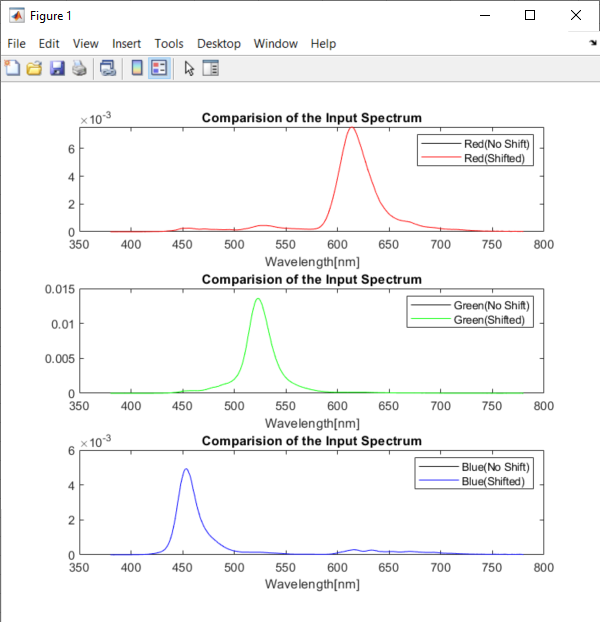 Figure 1
File Edit View Insert Tools Desktop Window Help
Comparision of the Input Spectrum
×10-3
6
4
2
0
Red(No Shift)
Red(Shifted)
350 400 450 500 550 600 650 700 750 800
Wavelength[nm]
Comparision of the Input Spectrum
0.015
0.01
0.005
0
Green(No Shift)
Green(Shifted)
350 400 450 500 550 600 650 700 750 800
Wavelength[nm]
Comparision of the Input Spectrum
×10-3
6
4
2
0
Blue(No Shift)
Blue(Shifted)
350 400 450 500 550 600 650 700 750 800
Wavelength[nm]